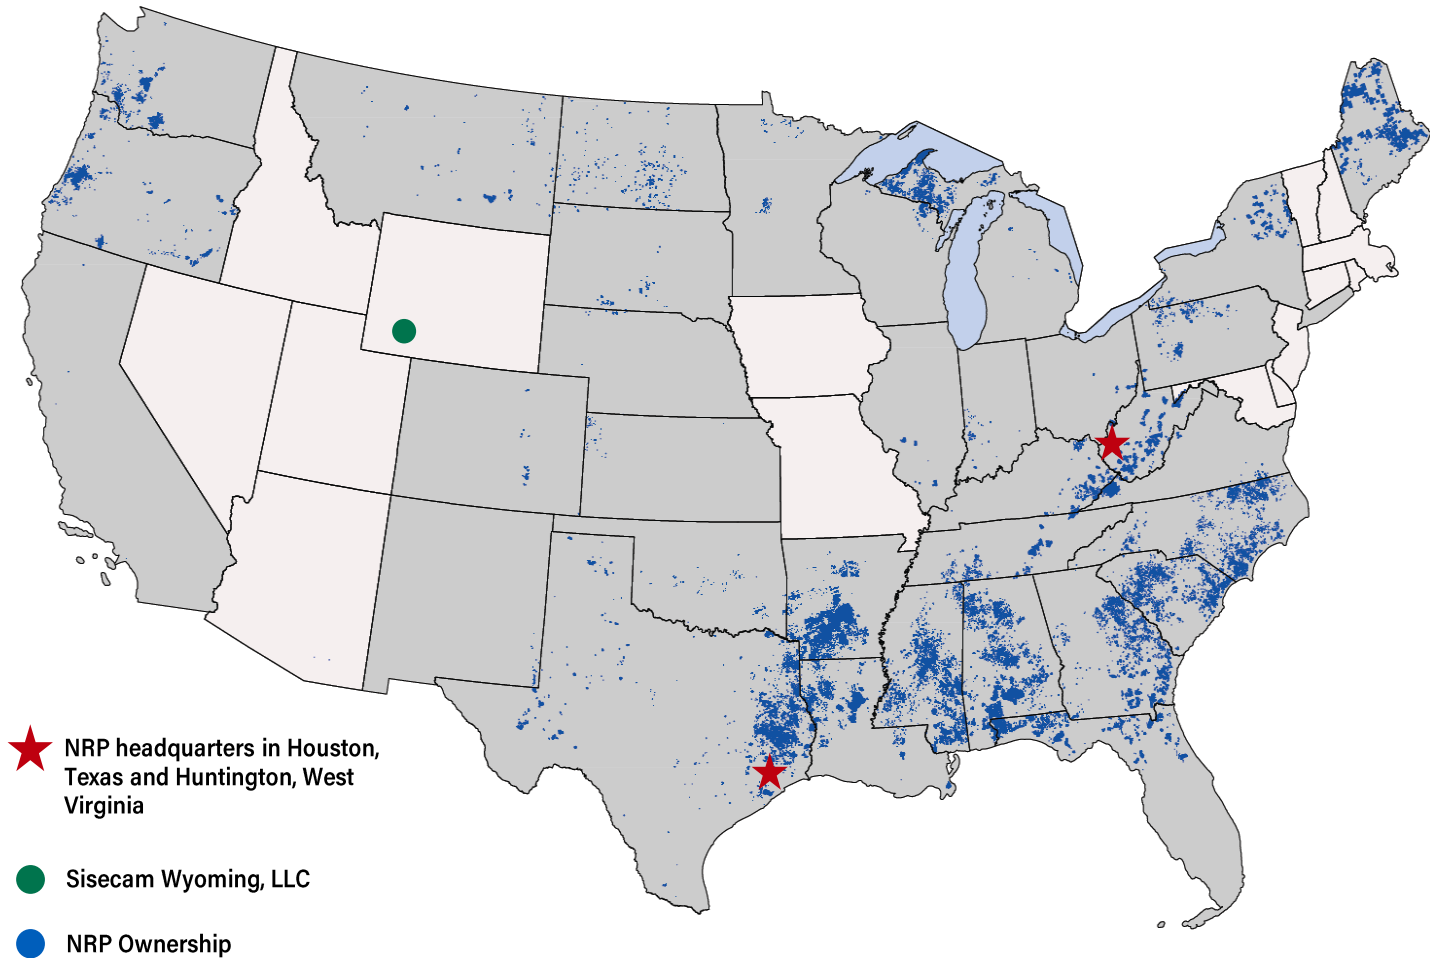 NRP headquarters in Houston,
Texas and Huntington, West
Virginia
Sisecam Wyoming, LLC
NRP Ownership